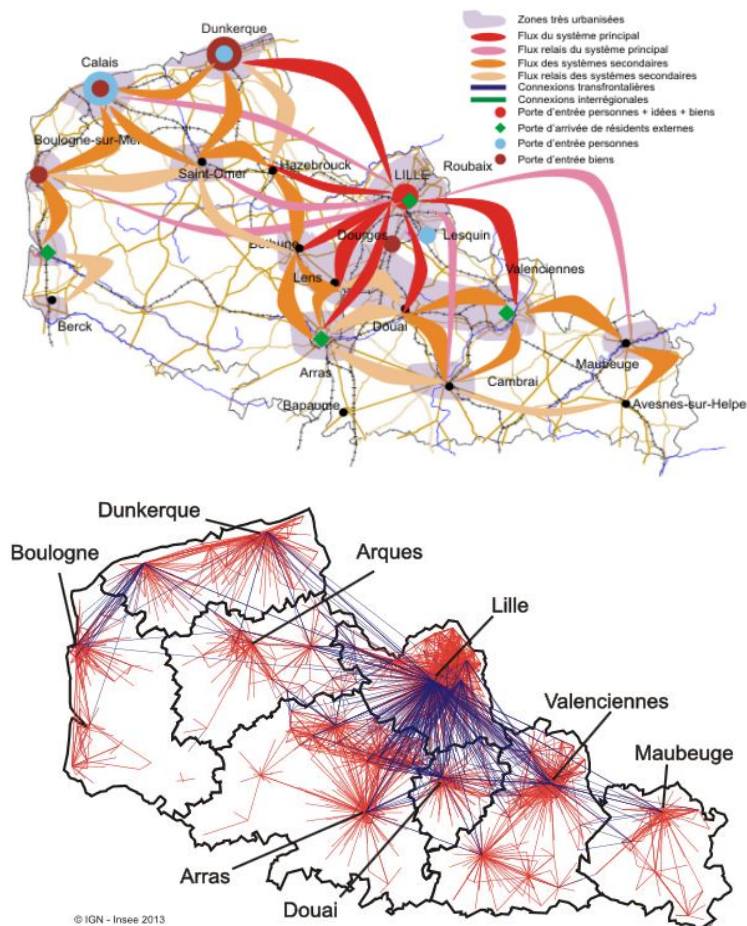 Dunkerque
Calais
Zones très urbanisées
Flux du système principal
Flux relais du système principal
Flux des systèmes secondaires
Flux relais des systèmes secondaires
Connexions transfrontalières
Connexions interrégionales
Porte d'entrée personnes + idées + biens
Porte d'arrivée de résidents externes
Porte d'entrée personnes
Porte d'entrée biens
Boulogne-sur-Mer
Saint-Omer
Hazebrouck
LILLE
Roubaix
Béthune
Dourges
Lesquin
Lens
Valenciennes
Berck
Arras
Douai
Cambrai
Maubeuge
Bapaume
Avesnes-sur-Helpe
Dunkerque
Boulogne
Arques
Lille
Valenciennes
Maubeuge
Arras
Douai
© IGN - Insee 2013